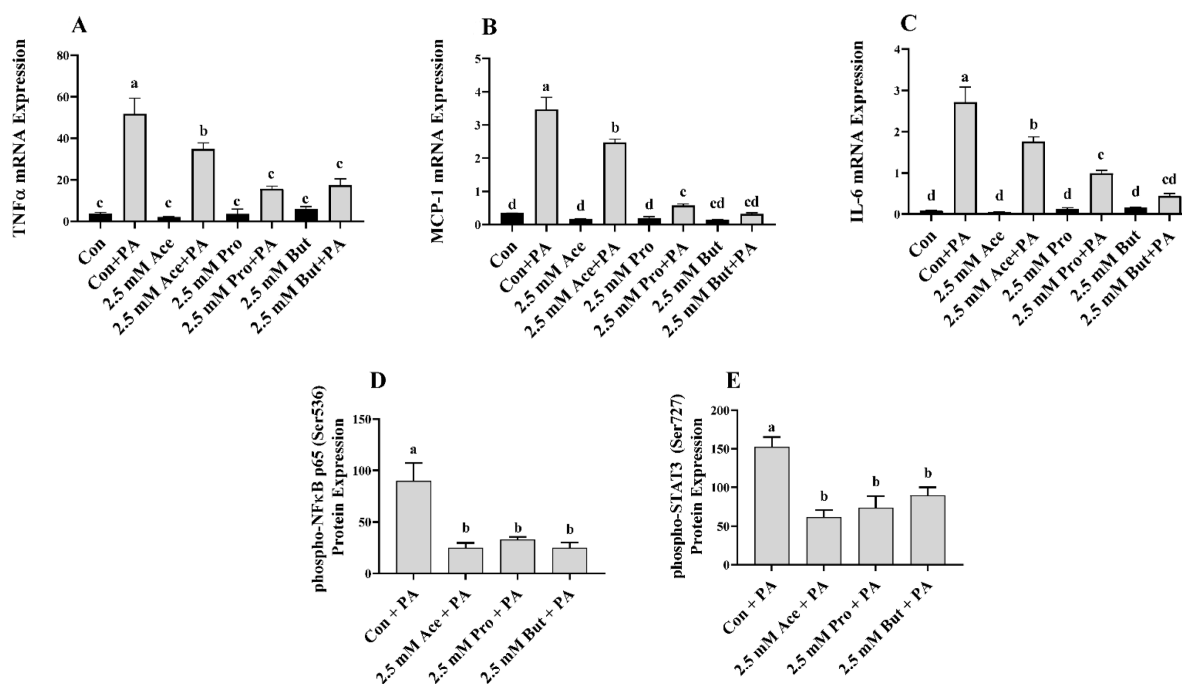 A
TNFα mRNA Expression
80
60
40
20
0
c
a
c
b
c
c
c
c
Con
Con+PA
2.5 mM Ace
2.5 mM Ace+PA
2.5 mM Pro
2.5 mM Pro+PA
2.5 mM But
2.5 mM But+PA
B
MCP-1 mRNA Expression
5
4
3
2
1
0
d
a
d
b
d
c
cd
cd
Con
Con+PA
2.5 mM Ace
2.5 mM Ace+PA
2.5 mM Pro
2.5 mM Pro+PA
2.5 mM But
2.5 mM But+PA
C
IL-6 mRNA Expression
4
3
2
1
0
d
a
d
b
d
c
d
cd
Con
Con+PA
2.5 mM Ace
2.5 mM Ace+PA
2.5 mM Pro
2.5 mM Pro+PA
2.5 mM But
2.5 mM But+PA
D
phospho-NFκB p65 (Ser536)
Protein Expression
150
100
50
0
a
b
b
b
Con + PA
2.5 mM Ace + PA
2.5 mM Pro + PA
2.5 mM But + PA
E
phospho-STAT3 (Ser727)
Protein Expression
200
150
100
50
0
a
b
b
b
Con + PA
2.5 mM Ace + PA
2.5 mM Pro + PA
2.5 mM But + PA